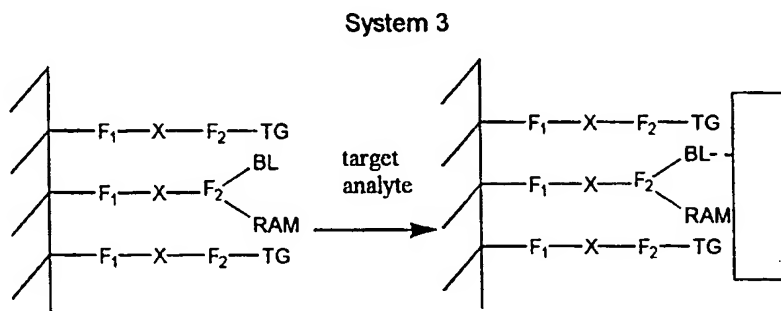 System 3
F₁—X—F₂—TG
BL
F₁—X—F₂
RAM
F₁—X—F₂—TG
target
analyte
F₁—X—F₂—TG
BL-
F₁—X—F₂
RAM
F₁—X—F₂—TG